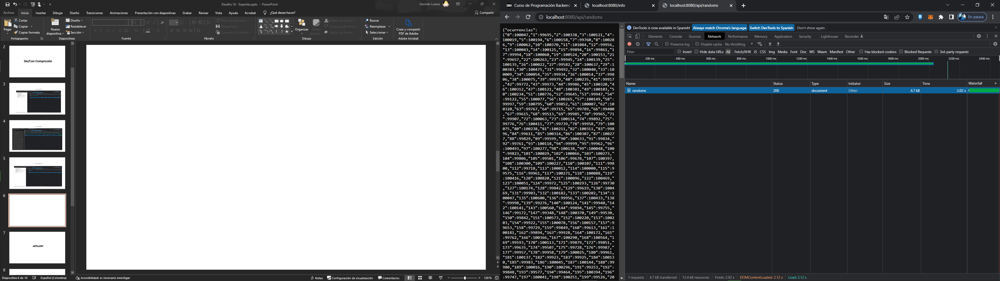 Desafio 16 - Soportes.pptx - PowerPoint
Germán Loaiza
Archivo Inicio Insertar Dibujar Diseño Transiciones Animaciones Presentación con diapositivas Grabar Revisar Vista Ayuda Acrobat ¿Qué desea hacer? Compartir
Pegar
Cortar
Copiar
Copiar formato
Portapapeles
Nueva
diapositiva
Diseño
Restablecer
Sección
Diapositivas
Fuente
Dirección del texto
Alinear texto
Convertir a SmartArt
Párrafo
Organizar
Estilos
rápidos
Relleno de forma
Contorno de forma
Efectos de forma
Dibujo
Buscar
Reemplazar
Seleccionar
Edición
Crear y compartir
PDF de Adobe
Adobe Acrobat
2
Sin/Con Compresión
3
4
5
6
7
ARTILLERY
8
Diapositiva 6 de 10 Español (Colombia) Accesibilidad: es necesario investigar Notas Configuración de visualización Comentarios 120 %
Curso de Programación Backend
localhost:8080/info
localhost:8080/api/randoms
localhost:8080/api/randoms
En pausa
{"ocurrencias":
{"0":100047,"1":99695,"2":100338,"3":100121,"4":
100019,"5":100194,"6":100158,"7":99760,"8":10028
6,"9":100062,"10":100370,"11":101084,"12":99956,
"13":100043,"14":100125,"15":99894,"16":99861,"1
7":99994,"18":100060,"19":100524,"20":100153,"21
":99657,"22":100263,"23":99945,"24":100139,"25":
100135,"26":100022,"27":99582,"28":100637,"29":1
00383,"30":100475,"31":99492,"32":100040,"33":10
0009,"34":100054,"35":99934,"36":100014,"37":998
06,"38":100075,"39":99979,"40":100235,"41":99917
,"42":99772,"43":99973,"44":99986,"45":100320,"4
6":100312,"47":100121,"48":100381,"49":100103,"5
0":100234,"51":100776,"52":99645,"53":99947,"54"
:99122,"55":100077,"56":100265,"57":100149,"58":
99997,"59":100795,"60":99852,"61":100007,"62":10
0320,"63":99767,"64":99715,"65":99789,"66":99400
,"67":99615,"68":99513,"69":99985,"70":99965,"71
":99907,"72":100063,"73":100114,"74":99892,"75":
99776,"76":100411,"77":99739,"78":99958,"79":100
075,"80":100238,"81":100211,"82":100311,"83":998
96,"84":99611,"85":100314,"86":100307,"87":10027
7,"88":99829,"89":99599,"90":100633,"91":99834,"
92":99761,"93":100118,"94":99999,"95":99962,"96"
:100493,"97":100277,"98":100138,"99":100048,"100
":99823,"101":100029,"102":100066,"103":100273,"
104":99806,"105":99501,"106":99678,"107":100397,
"108":100300,"109":100227,"110":100107,"111":998
00,"112":99718,"113":100012,"114":100000,"115":9
9575,"116":99961,"117":100271,"118":100088,"119"
:100416,"120":100820,"121":100096,"122":100469,"
123":100051,"124":99972,"125":100293,"126":99730
,"127":100174,"128":99842,"129":99619,"130":1004
69,"131":99903,"132":100182,"133":100202,"134":1
00047,"135":100600,"136":99956,"137":100433,"138
":99998,"139":99276,"140":100124,"141":99940,"14
2":100141,"143":100560,"144":99894,"145":99755,"
146":99172,"147":99348,"148":100370,"149":99530,
"150":99842,"151":100573,"152":100220,"153":1002
03,"154":99922,"155":100078,"156":100157,"157":9
9653,"158":99729,"159":99849,"160":99613,"161":1
00181,"162":99894,"163":99928,"164":100172,"165"
:99762,"166":100366,"167":100290,"168":100564,"1
69":99593,"170":100113,"171":99879,"172":99851,"
173":99635,"174":99507,"175":99728,"176":99987,"
177":99957,"178":99958,"179":100025,"180":99961,
"181":100137,"182":99923,"183":99925,"184":10013
0,"185":99983,"186":100045,"187":100144,"188":99
980,"189":100016,"190":100296,"191":99253,"192":
99848,"193":99577,"194":99464,"195":100394,"196"
:99747,"197":100041,"198":100251,"199":99526,"20
DevTools is now available in Spanish! Always match Chrome's language Switch DevTools to Spanish Don't show again
Elements Console Sources Network Performance Memory Application Security Lighthouse Recorder
Preserve log Disable cache No throttling
Filter Invert Hide data URLs All Fetch/XHR JS CSS Img Media Font Doc WS Wasm Manifest Other Has blocked cookies Blocked Requests 3rd-party requests
200 ms 400 ms 600 ms 800 ms 1000 ms 1200 ms 1400 ms 1600 ms 1800 ms 2000 ms 2200 ms 2400 ms
Name Status Type Initiator Size Time Waterfall
randoms 200 document Other 4.7 kB 2.02 s
1 requests 4.7 kB transferred 12.4 kB resources Finish: 2.02 s DOMContentLoaded: 2.12 s Load: 2.12 s